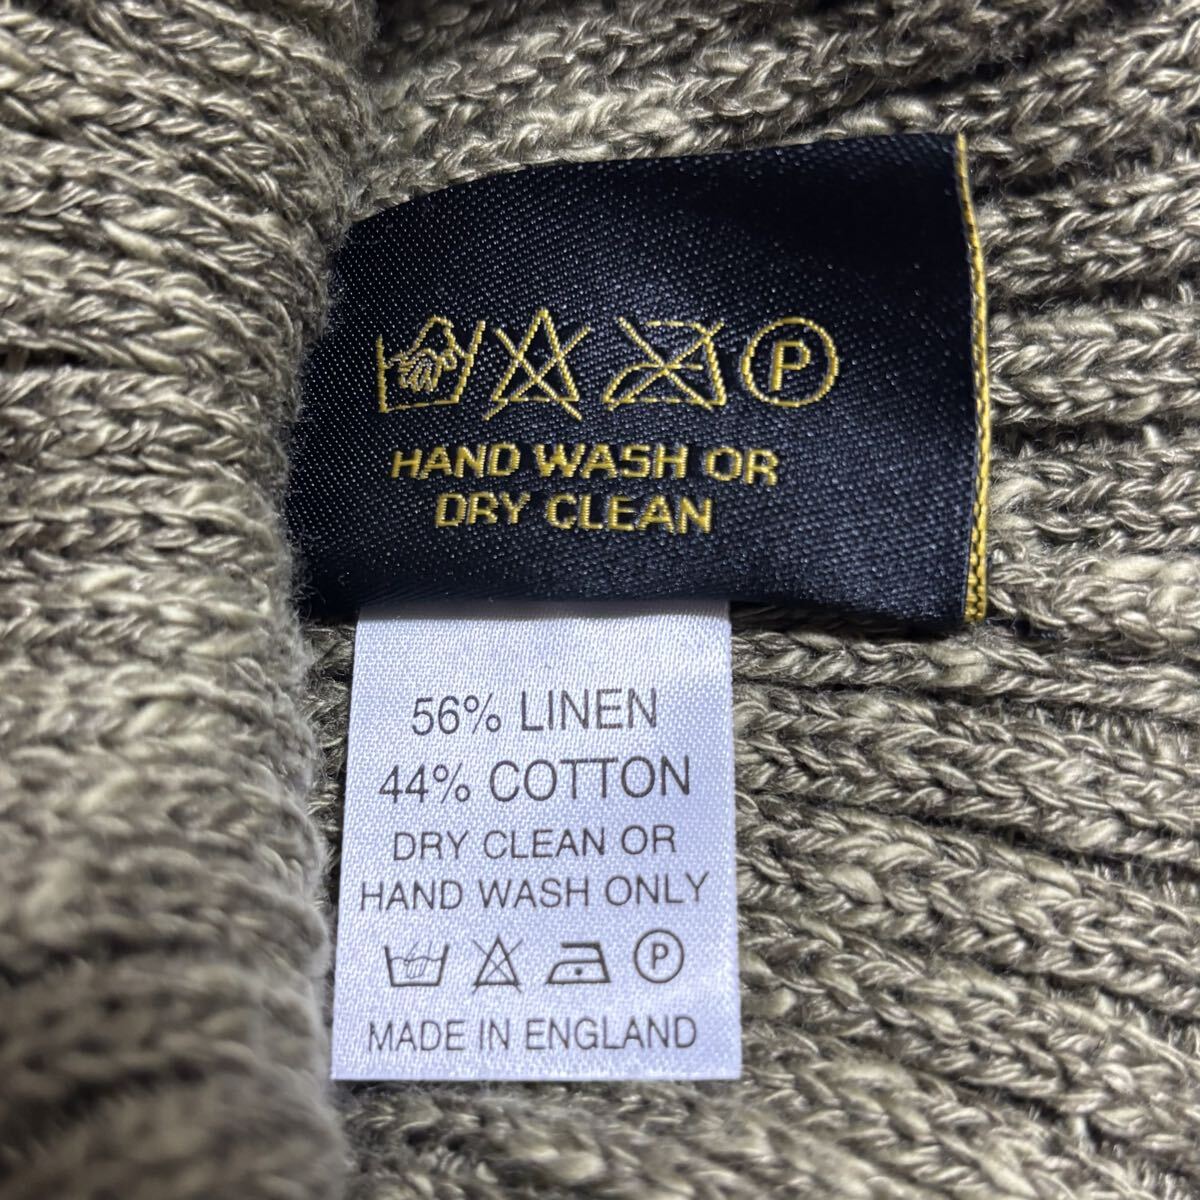 P
HAND WASH OR
DRY CLEAN
56% LINEN
44% COTTON
DRY CLEAN OR
HAND WASH ONLY
P
MADE IN ENGLAND